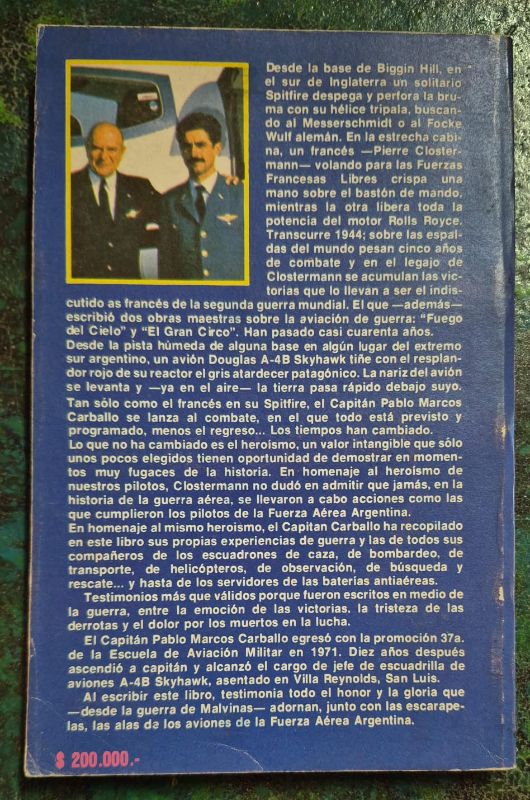 Desde la base de Biggin Hill, en
el sur de Inglaterra un solitario
Spitfire despega y perfora la bru-
ma con su hélice tripala, buscan-
do al Messerschmidt o al Focke
Wulf alemán. En la estrecha cabi-
na, un francés —Pierre Closter-
mann— volando para las Fuerzas
Francesas Libres crispa una
mano sobre el bastón de mando,
mientras la otra libera toda la
potencia del motor Rolls Royce.
Transcurre 1944; sobre las espal-
das del mundo pesan cinco años
de combate y en el legajo de
Clostermann se acumulan las vic-
torias que lo llevan a ser el indis-
cutido as francés de la segunda guerra mundial. El que —además—
escribió dos obras maestras sobre la aviación de guerra: “Fuego
del Cielo” y “El Gran Circo”. Han pasado casi cuarenta años.
Desde la pista húmeda de alguna base en algún lugar del extremo
sur argentino, un avión Douglas A-4B Skyhawk tiñe con el resplan-
dor rojo de su reactor el gris atardecer patagónico. La nariz del avión
se levanta y —ya en el aire— la tierra pasa rápido debajo suyo.
Tan sólo como el francés en su Spitfire, el Capitán Pablo Marcos
Carballo se lanza al combate, en el que todo está previsto y
programado, menos el regreso... Los tiempos han cambiado.
Lo que no ha cambiado es el heroísmo, un valor intangible que sólo
unos pocos elegidos tienen oportunidad de demostrar en momen-
tos muy fugaces de la historia. En homenaje al heroísmo de
nuestros pilotos, Clostermann no dudó en admitir que jamás, en la
historia de la guerra aérea, se llevaron a cabo acciones como las
que cumplieron los pilotos de la Fuerza Aérea Argentina.
En homenaje al mismo heroismo, el Capitan Carballo ha recopilado
en este libro sus propias experiencias de guerra y las de todos sus
compañeros de los escuadrones de caza, de bombardeo, de
transporte, de helicópteros, de observación, de búsqueda y
rescate... y hasta de los servidores de las baterías antiaéreas.
Testimonios más que válidos porque fueron escritos en medio de
la guerra, entre la emoción de las victorias, la tristeza de las
derrotas y el dolor por los muertos en la lucha.
El Capitán Pablo Marcos Carballo egresó con la promoción 37a.
de la Escuela de Aviación Militar en 1971. Diez años después
ascendió a capitán y alcanzó el cargo de jefe de escuadrilla de
aviones A-4B Skyhawk, asentado en Villa Reynolds, San Luis.
Al escribir este libro, testimonia todo el honor y la gloria que
—desde la guerra de Malvinas— adornan, junto con las escarape-
las, las alas de los aviones de la Fuerza Aérea Argentina.
$ 200.000.-